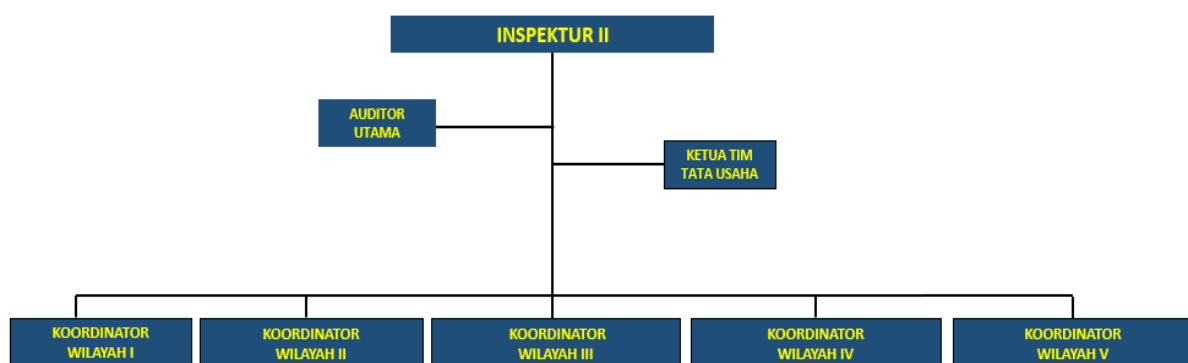 INSPEKTUR II
AUDITOR
UTAMA
KETUA TIM
TATA USAHA
KOORDINATOR
WILAYAH I
KOORDINATOR
WILAYAH II
KOORDINATOR
WILAYAH III
KOORDINATOR
WILAYAH IV
KOORDINATOR
WILAYAH V